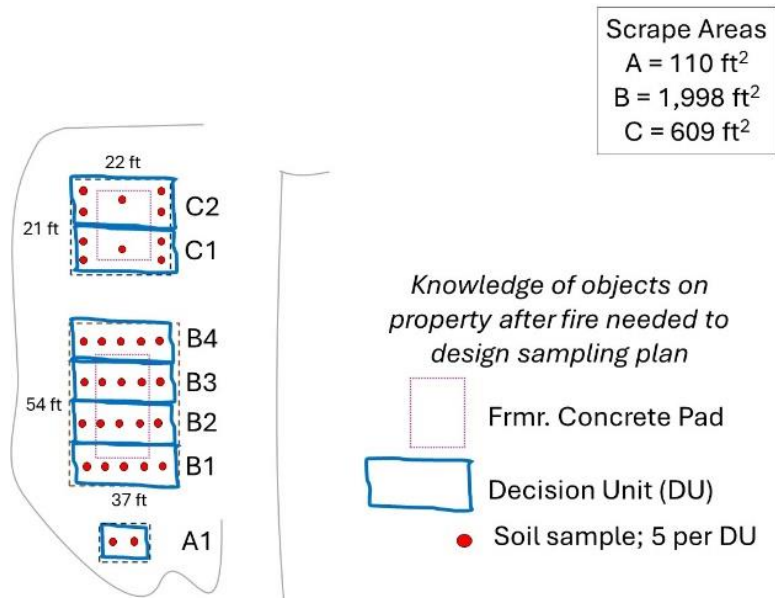 Scrape Areas
A = 110 ft²
B = 1,998 ft²
C = 609 ft²
22 ft
21 ft
C2
C1
B4
B3
B2
B1
54 ft
37 ft
A1
Knowledge of objects on
property after fire needed to
design sampling plan
Frmr. Concrete Pad
Decision Unit (DU)
Soil sample; 5 per DU